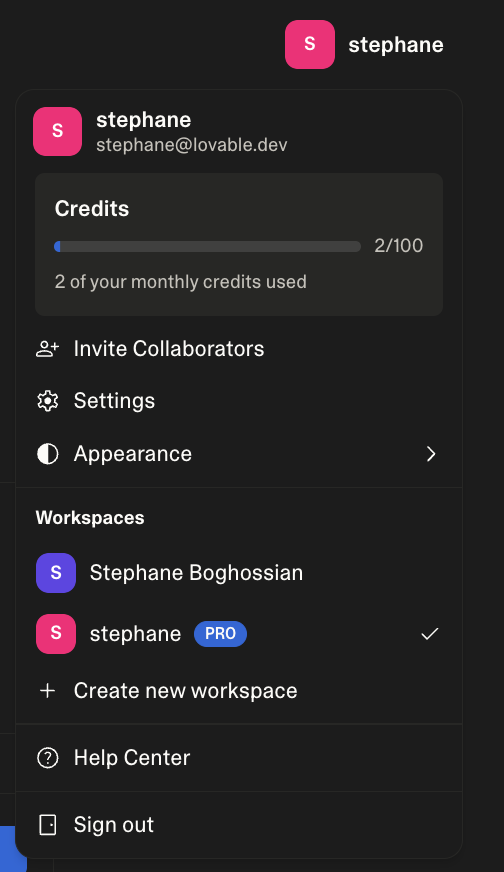 S stephane
S stephane
stephane@lovable.dev
Credits
2/100
2 of your monthly credits used
Invite Collaborators
Settings
Appearance
Workspaces
S Stephane Boghossian
S stephane PRO
Create new workspace
Help Center
Sign out